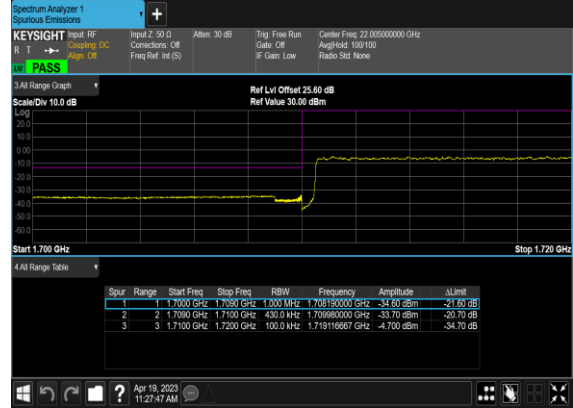 Spectrum Analyzer 1
Spurious Emissions
+
KEYSIGHT Input: RF
R T Coupling: DC
Align: Off
Input Z: 50 Ω
Corrections: Off
Freq Ref: Int (S)
Atten: 30 dB
Trig: Free Run
Gate: Off
IF Gain: Low
Center Freq: 22.005000000 GHz
Avg|Hold: 100/100
Radio Std: None
PASS
3 All Range Graph
Scale/Div 10.0 dB
Ref Lvl Offset 25.60 dB
Ref Value 30.00 dBm
Log
20.0
10.0
0.00
-10.0
-20.0
-30.0
-40.0
-50.0
-60.0
Start 1.700 GHz Stop 1.720 GHz
4 All Range Table
Spur Range Start Freq Stop Freq RBW Frequency Amplitude ΔLimit
1 1 1.7000 GHz 1.7090 GHz 1.000 MHz 1.708190000 GHz -34.60 dBm -21.60 dB
2 2 1.7090 GHz 1.7100 GHz 430.0 kHz 1.709980000 GHz -33.70 dBm -20.70 dB
3 3 1.7100 GHz 1.7200 GHz 100.0 kHz 1.719116667 GHz -4.700 dBm -34.70 dB
?
Apr 19, 2023
11:27:47 AM